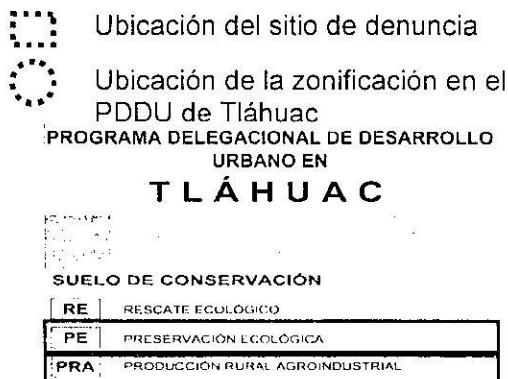 Ubicación del sitio de denuncia
Ubicación de la zonificación en el
PDDU de Tláhuac
PROGRAMA DELEGACIONAL DE DESARROLLO
URBANO EN
TLÁHUAC
SUELO DE CONSERVACIÓN
RE RESCATE ECOLÓGICO
PE PRESERVACIÓN ECOLÓGICA
PRA PRODUCCIÓN RURAL AGROINDUSTRIAL